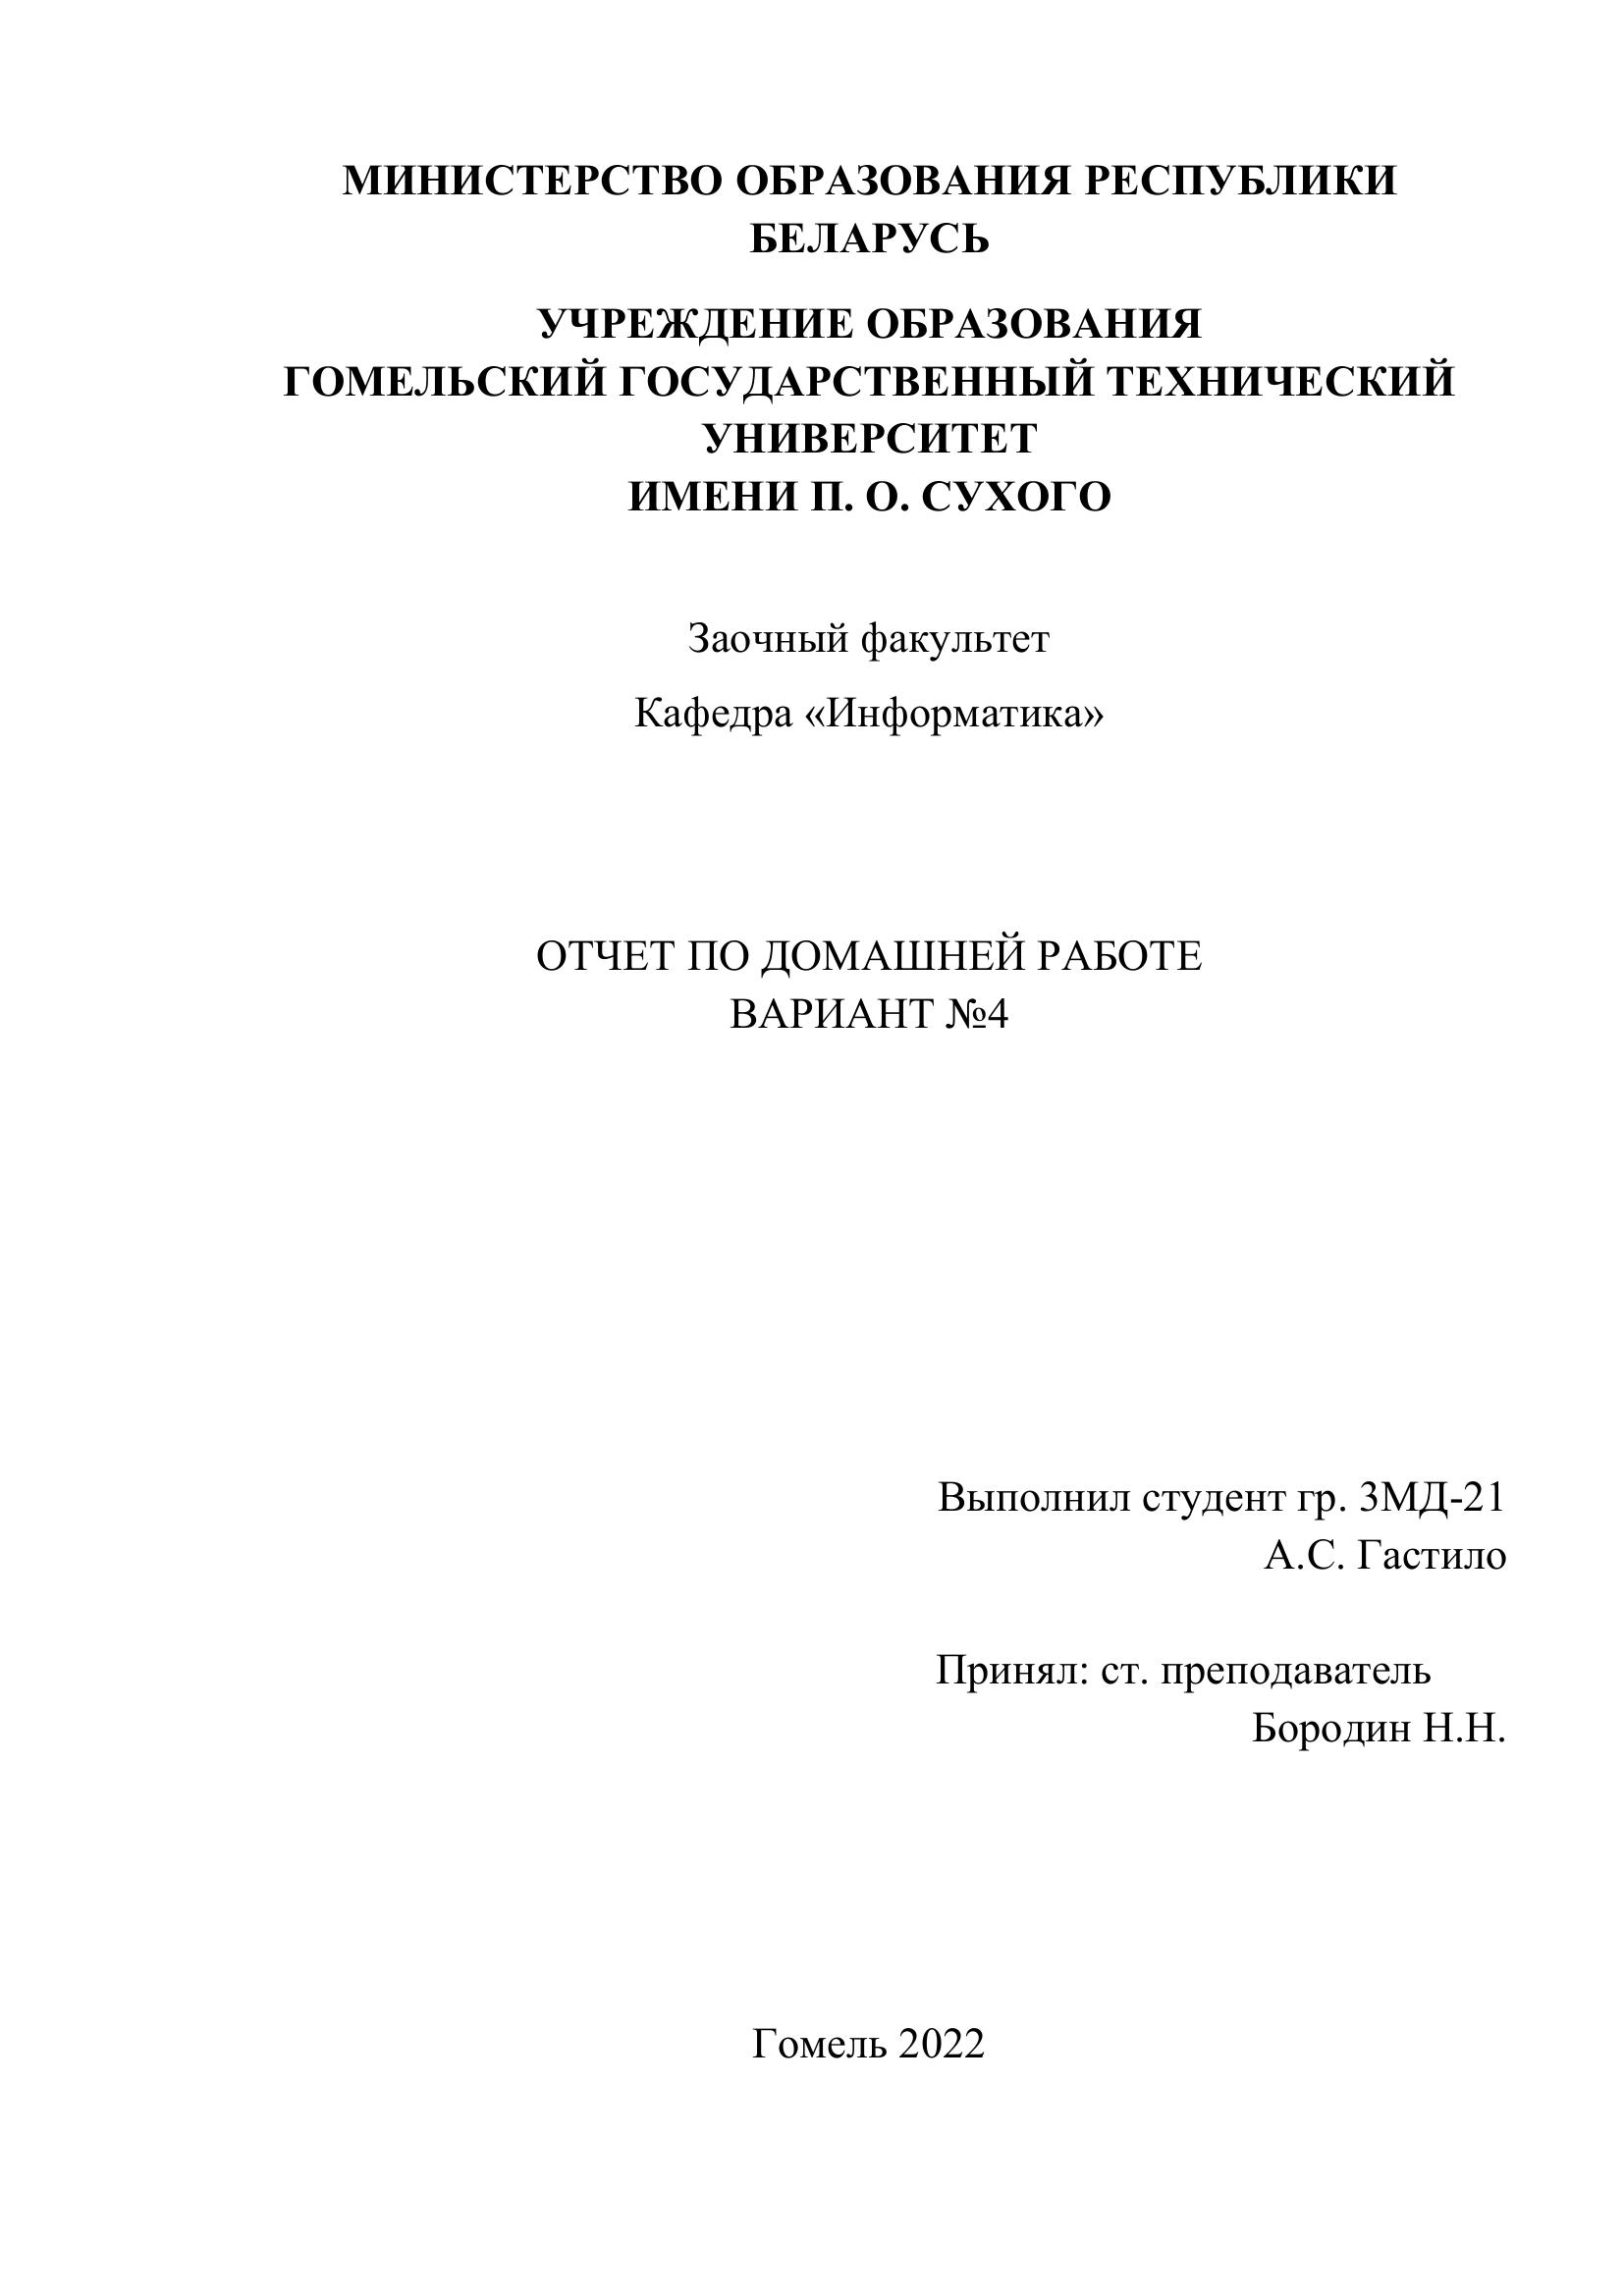 МИНИСТЕРСТВО ОБРАЗОВАНИЯ РЕСПУБЛИКИ
БЕЛАРУСЬ
УЧРЕЖДЕНИЕ ОБРАЗОВАНИЯ
ГОМЕЛЬСКИЙ ГОСУДАРСТВЕННЫЙ ТЕХНИЧЕСКИЙ
УНИВЕРСИТЕТ
ИМЕНИ П. О. СУХОГО
Заочный факультет
Кафедра «Информатика»
ОТЧЕТ ПО ДОМАШНЕЙ РАБОТЕ
ВАРИАНТ №4
Выполнил студент гр. ЗМД-21
А.С. Гастило
Принял: ст. преподаватель
Бородин Н.Н.
Гомель 2022